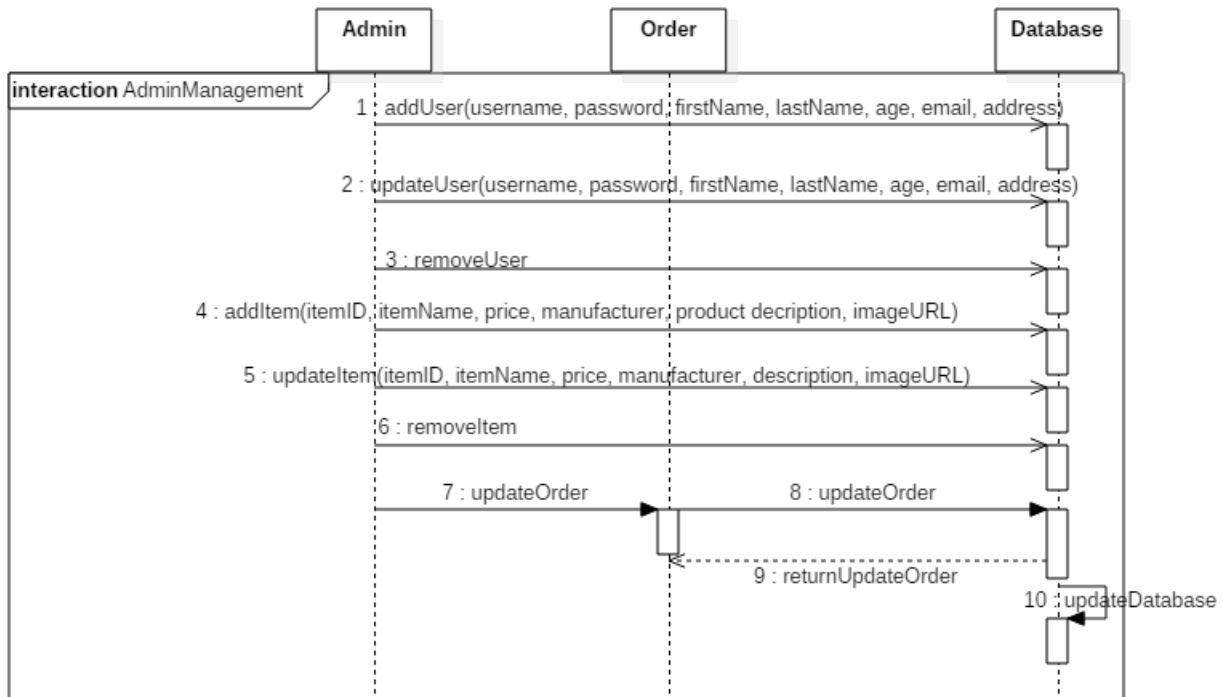 Admin
Order
Database
interaction AdminManagement
1 : addUser(username, password, firstName, lastName, age, email, address)
2 : updateUser(username, password, firstName, lastName, age, email, address)
3 : removeUser
4 : addItem(itemID, itemName, price, manufacturer, product decription, imageURL)
5 : updateItem(itemID, itemName, price, manufacturer, description, imageURL)
6 : removeItem
7 : updateOrder
8 : updateOrder
9 : returnUpdateOrder
10 : updateDatabase